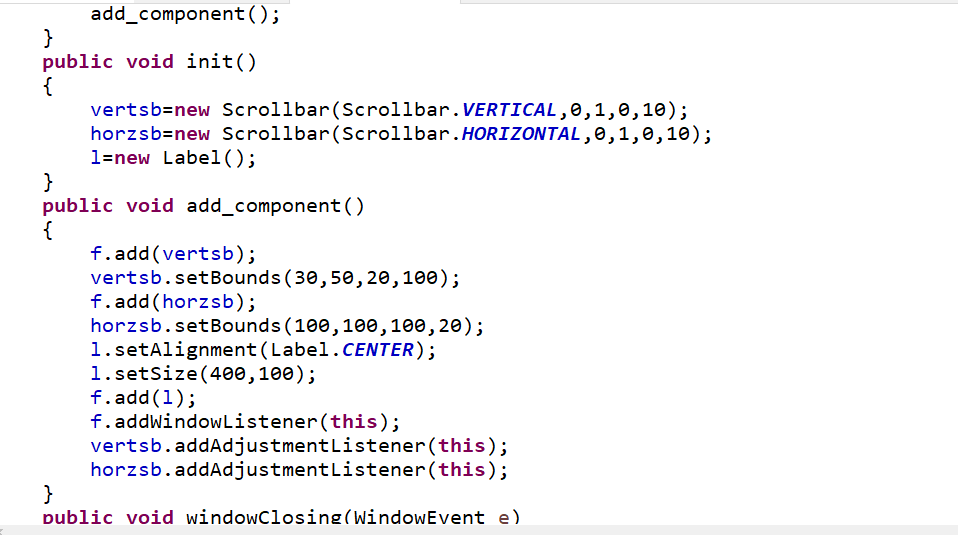 add_component();
}
public void init()
{
vertsb=new Scrollbar(Scrollbar.VERTICAL,0,1,0,10);
horzsb=new Scrollbar(Scrollbar.HORIZONTAL,0,1,0,10);
l=new Label();
}
public void add_component()
{
f.add(vertsb);
vertsb.setBounds(30,50,20,100);
f.add(horzsb);
horzsb.setBounds(100,100,100,20);
l.setAlignment(Label.CENTER);
l.setSize(400,100);
f.add(l);
f.addWindowListener(this);
vertsb.addAdjustmentListener(this);
horzsb.addAdjustmentListener(this);
}
public void windowClosing(WindowEvent e)